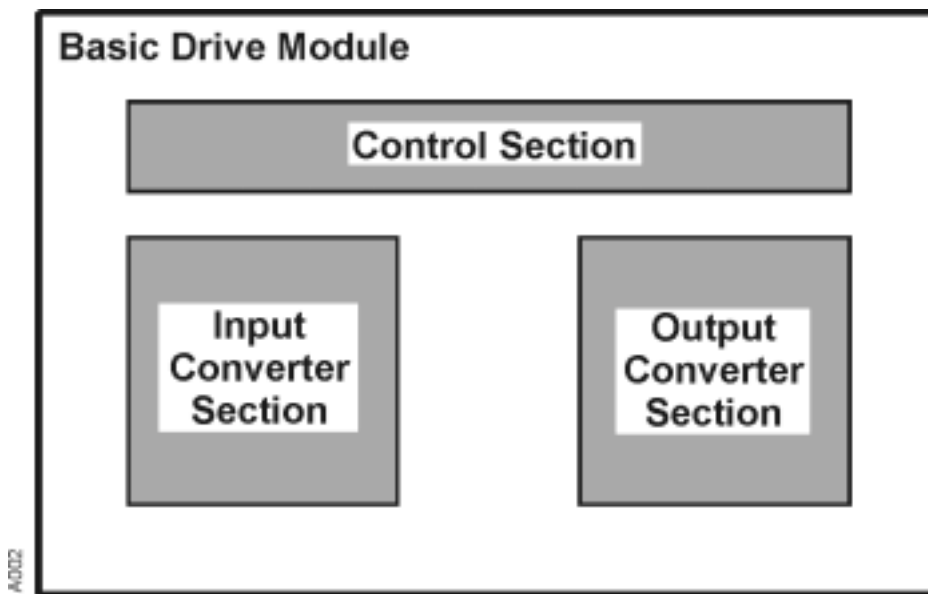 Basic Drive Module
Control Section
Input
Converter
Section
Output
Converter
Section
A002